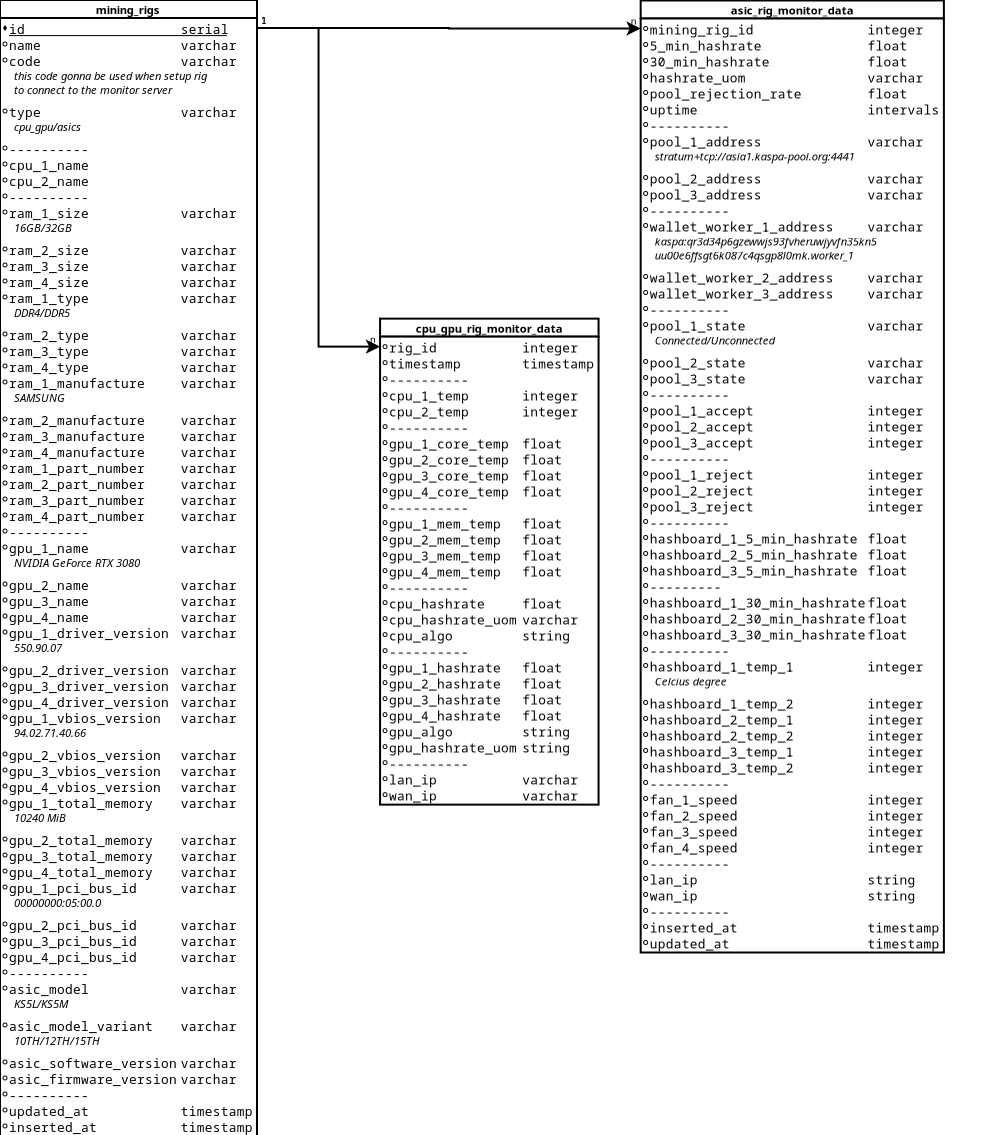 mining_rigs
id serial
name varchar
code varchar
this code gonna be used when setup rig
to connect to the monitor server
type varchar
cpu_gpu/asics
----------
cpu_1_name
cpu_2_name
----------
ram_1_size varchar
16GB/32GB
ram_2_size varchar
ram_3_size varchar
ram_4_size varchar
ram_1_type varchar
DDR4/DDR5
ram_2_type varchar
ram_3_type varchar
ram_4_type varchar
ram_1_manufacture varchar
SAMSUNG
ram_2_manufacture varchar
ram_3_manufacture varchar
ram_4_manufacture varchar
ram_1_part_number varchar
ram_2_part_number varchar
ram_3_part_number varchar
ram_4_part_number varchar
----------
gpu_1_name varchar
NVIDIA GeForce RTX 3080
gpu_2_name varchar
gpu_3_name varchar
gpu_4_name varchar
gpu_1_driver_version varchar
550.90.07
gpu_2_driver_version varchar
gpu_3_driver_version varchar
gpu_4_driver_version varchar
gpu_1_vbios_version varchar
94.02.71.40.66
gpu_2_vbios_version varchar
gpu_3_vbios_version varchar
gpu_4_vbios_version varchar
gpu_1_total_memory varchar
10240 MiB
gpu_2_total_memory varchar
gpu_3_total_memory varchar
gpu_4_total_memory varchar
gpu_1_pci_bus_id varchar
00000000:05:00.0
gpu_2_pci_bus_id varchar
gpu_3_pci_bus_id varchar
gpu_4_pci_bus_id varchar
----------
asic_model varchar
KS5L/KS5M
asic_model_variant varchar
10TH/12TH/15TH
asic_software_version varchar
asic_firmware_version varchar
----------
updated_at timestamp
inserted_at timestamp
1
n
n
cpu_gpu_rig_monitor_data
rig_id integer
timestamp timestamp
----------
cpu_1_temp integer
cpu_2_temp integer
----------
gpu_1_core_temp float
gpu_2_core_temp float
gpu_3_core_temp float
gpu_4_core_temp float
----------
gpu_1_mem_temp float
gpu_2_mem_temp float
gpu_3_mem_temp float
gpu_4_mem_temp float
----------
cpu_hashrate float
cpu_hashrate_uom varchar
cpu_algo string
----------
gpu_1_hashrate float
gpu_2_hashrate float
gpu_3_hashrate float
gpu_4_hashrate float
gpu_algo string
gpu_hashrate_uom string
----------
lan_ip varchar
wan_ip varchar
asic_rig_monitor_data
mining_rig_id integer
5_min_hashrate float
30_min_hashrate float
hashrate_uom varchar
pool_rejection_rate float
uptime intervals
----------
pool_1_address varchar
stratum+tcp://asia1.kaspa-pool.org:4441
pool_2_address varchar
pool_3_address varchar
----------
wallet_worker_1_address varchar
kaspa:qr3d34p6gzewwjs93fvheruwjyvfn35kn5
uu00e6ffsgt6k087c4qsgp8l0mk.worker_1
wallet_worker_2_address varchar
wallet_worker_3_address varchar
----------
pool_1_state varchar
Connected/Unconnected
pool_2_state varchar
pool_3_state varchar
----------
pool_1_accept integer
pool_2_accept integer
pool_3_accept integer
----------
pool_1_reject integer
pool_2_reject integer
pool_3_reject integer
----------
hashboard_1_5_min_hashrate float
hashboard_2_5_min_hashrate float
hashboard_3_5_min_hashrate float
---------
hashboard_1_30_min_hashrate float
hashboard_2_30_min_hashrate float
hashboard_3_30_min_hashrate float
----------
hashboard_1_temp_1 integer
Celcius degree
hashboard_1_temp_2 integer
hashboard_2_temp_1 integer
hashboard_2_temp_2 integer
hashboard_3_temp_1 integer
hashboard_3_temp_2 integer
----------
fan_1_speed integer
fan_2_speed integer
fan_3_speed integer
fan_4_speed integer
----------
lan_ip string
wan_ip string
----------
inserted_at timestamp
updated_at timestamp